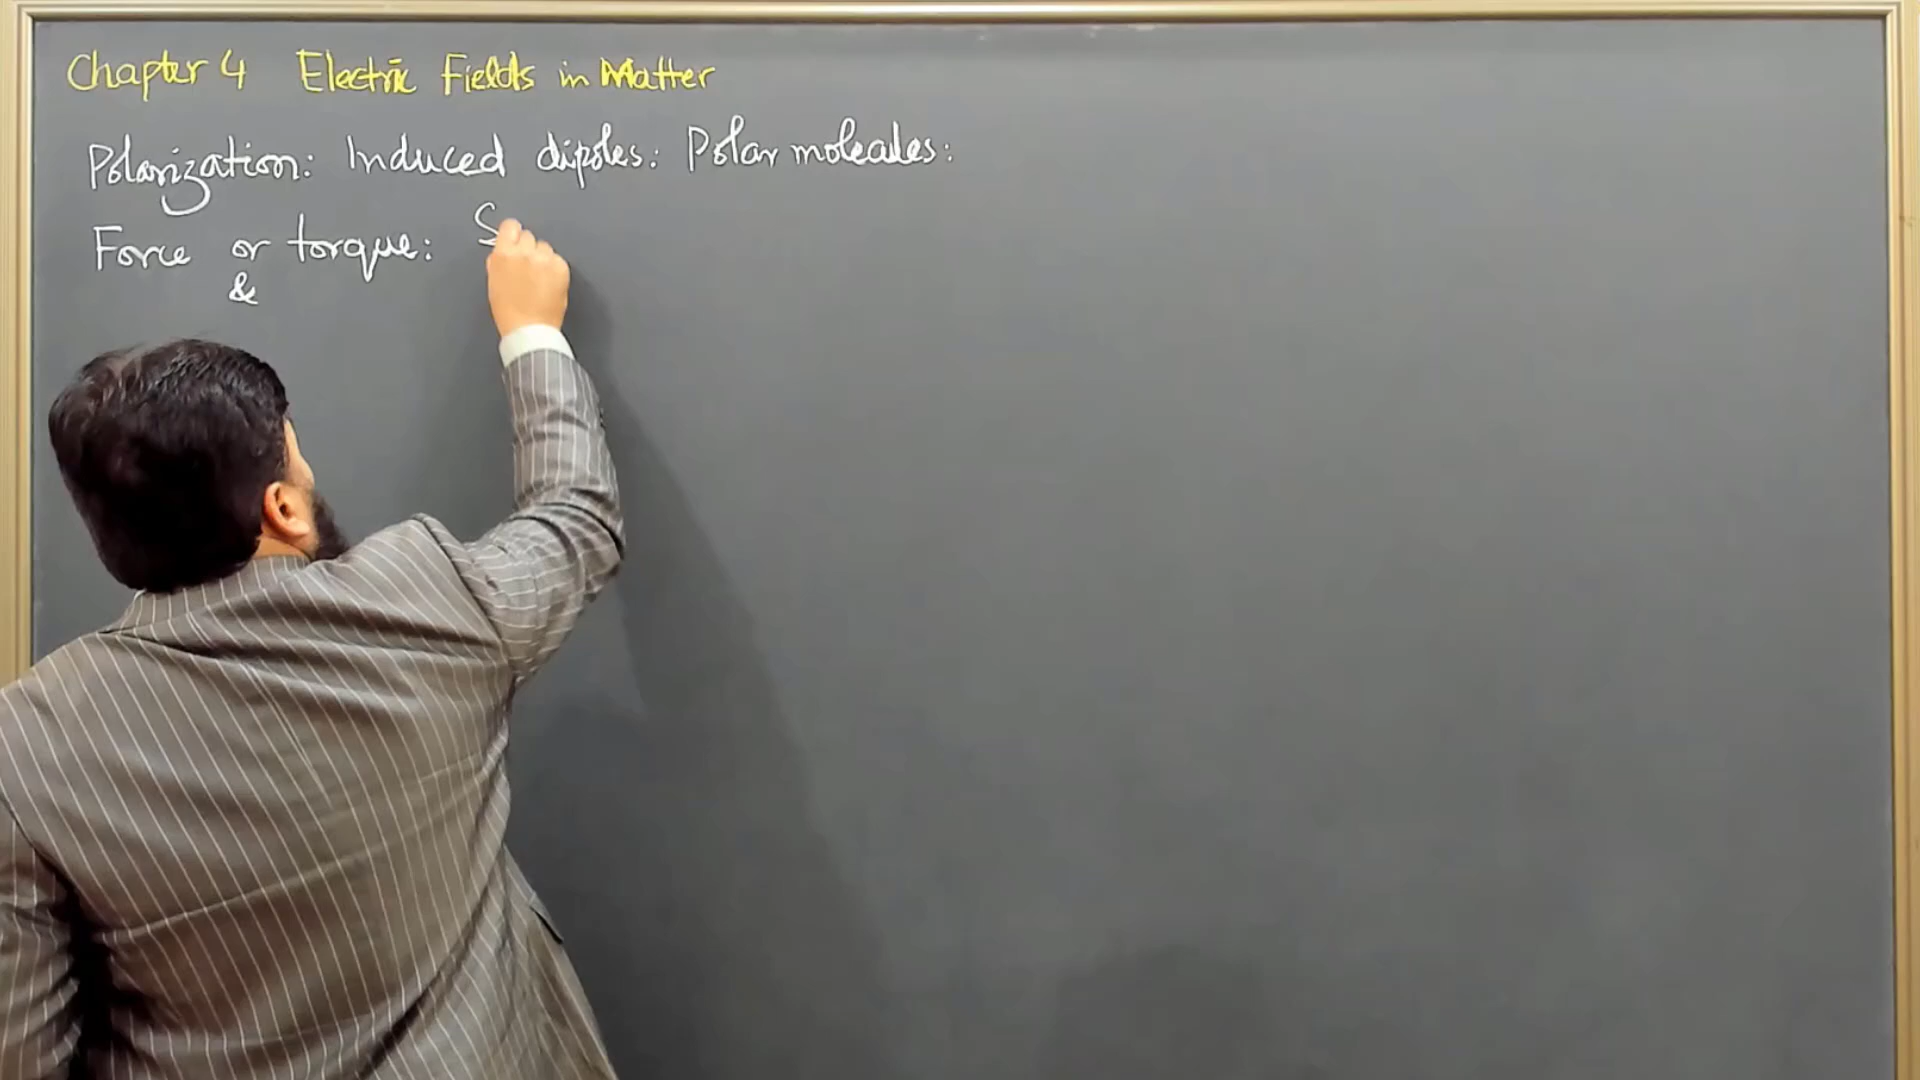 Chapter 4 Electric Fields in Matter
Polarization: Induced dipoles: Polar molecules:
Force or torque: S
&